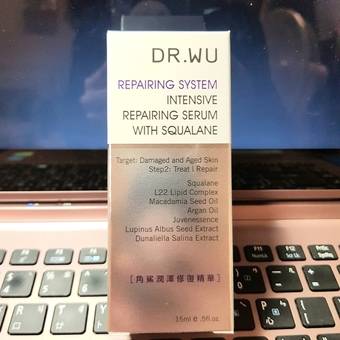 DR.WU
REPAIRING SYSTEM
INTENSIVE
REPAIRING SERUM
WITH SQUALANE
Target: Damaged and Aged Skin
Step2: Treat | Repair
Squalane
L22 Lipid Complex
Macadamia Seed Oil
Argan Oil
Juvenessence
Lupinus Albus Seed Extract
Dunaliella Salina Extract
[角鯊潤澤修復精華]
15ml e .5fl oz.